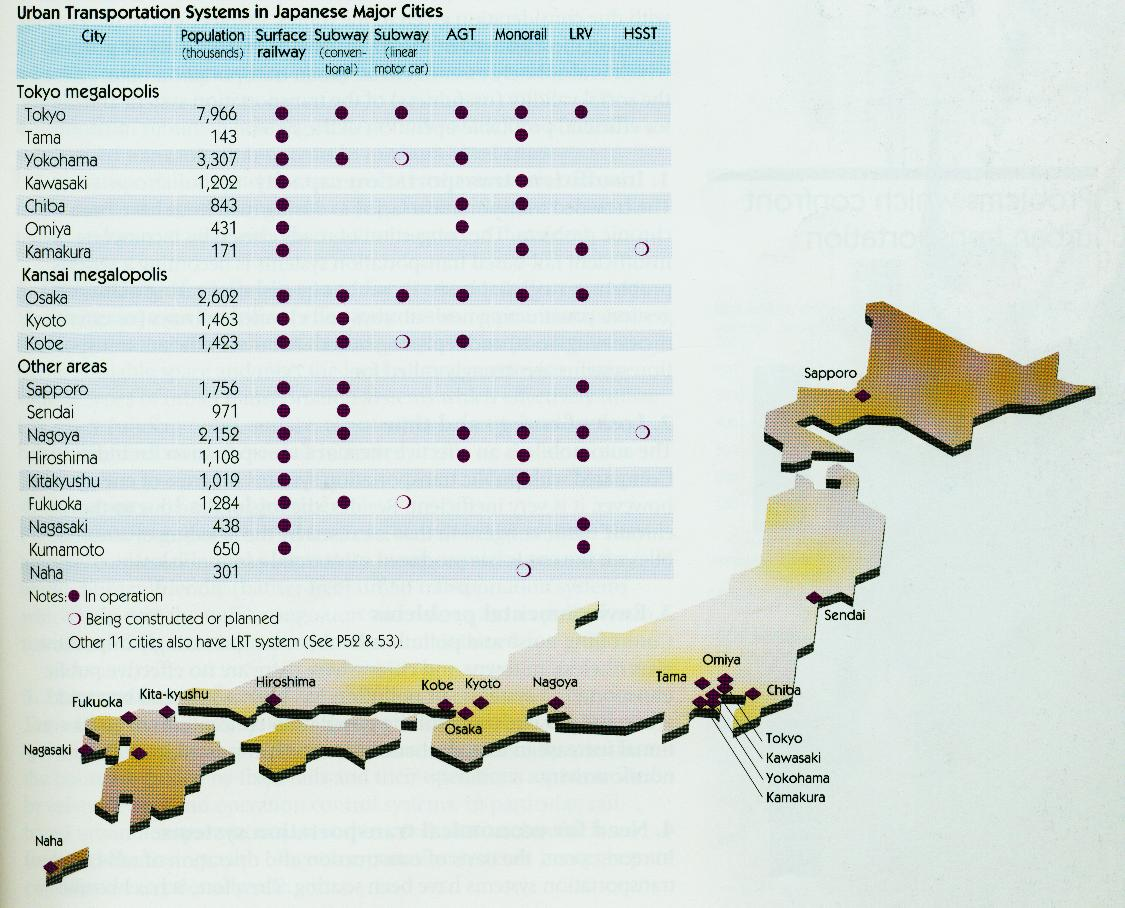 Urban Transportation Systems in Japanese Major Cities
City Population (thousands) Surface railway Subway (conven-tional) Subway (linear motor car) AGT Monorail LRV HSST
Tokyo megalopolis
Tokyo 7,966 ● ● ● ● ● ●
Tama 143 ● ●
Yokohama 3,307 ● ● ○ ●
Kawasaki 1,202 ● ●
Chiba 843 ● ● ●
Omiya 431 ● ●
Kamakura 171 ● ● ● ○
Kansai megalopolis
Osaka 2,602 ● ● ● ● ● ●
Kyoto 1,463 ● ●
Kobe 1,423 ● ● ○ ●
Other areas
Sapporo 1,756 ● ● ●
Sendai 971 ● ●
Nagoya 2,152 ● ● ● ● ● ○
Hiroshima 1,108 ● ● ● ●
Kitakyushu 1,019 ● ●
Fukuoka 1,284 ● ● ○
Nagasaki 438 ● ●
Kumamoto 650 ● ●
Naha 301 ○
Notes: ● In operation
○ Being constructed or planned
Other 11 cities also have LRT system (See P52 & 53).
Sapporo
Sendai
Omiya
Tama
Chiba
Nagoya
Kyoto
Kobe
Osaka
Hiroshima
Kita-kyushu
Fukuoka
Nagasaki
Tokyo
Kawasaki
Yokohama
Kamakura
Naha